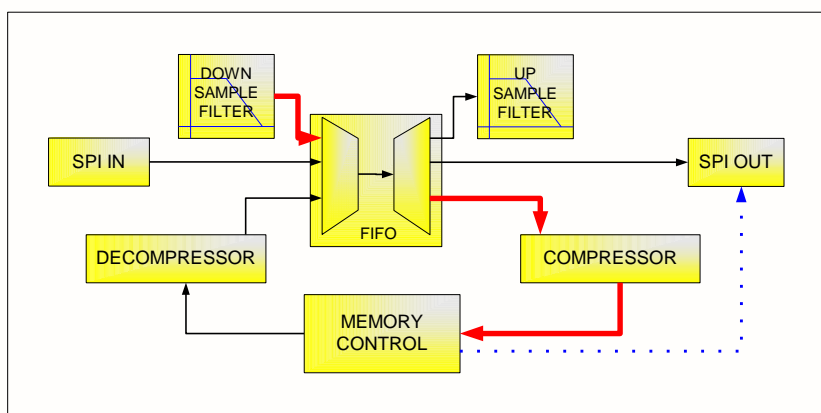 DOWN
SAMPLE
FILTER
UP
SAMPLE
FILTER
SPI IN
SPI OUT
FIFO
DECOMPRESSOR
COMPRESSOR
MEMORY
CONTROL